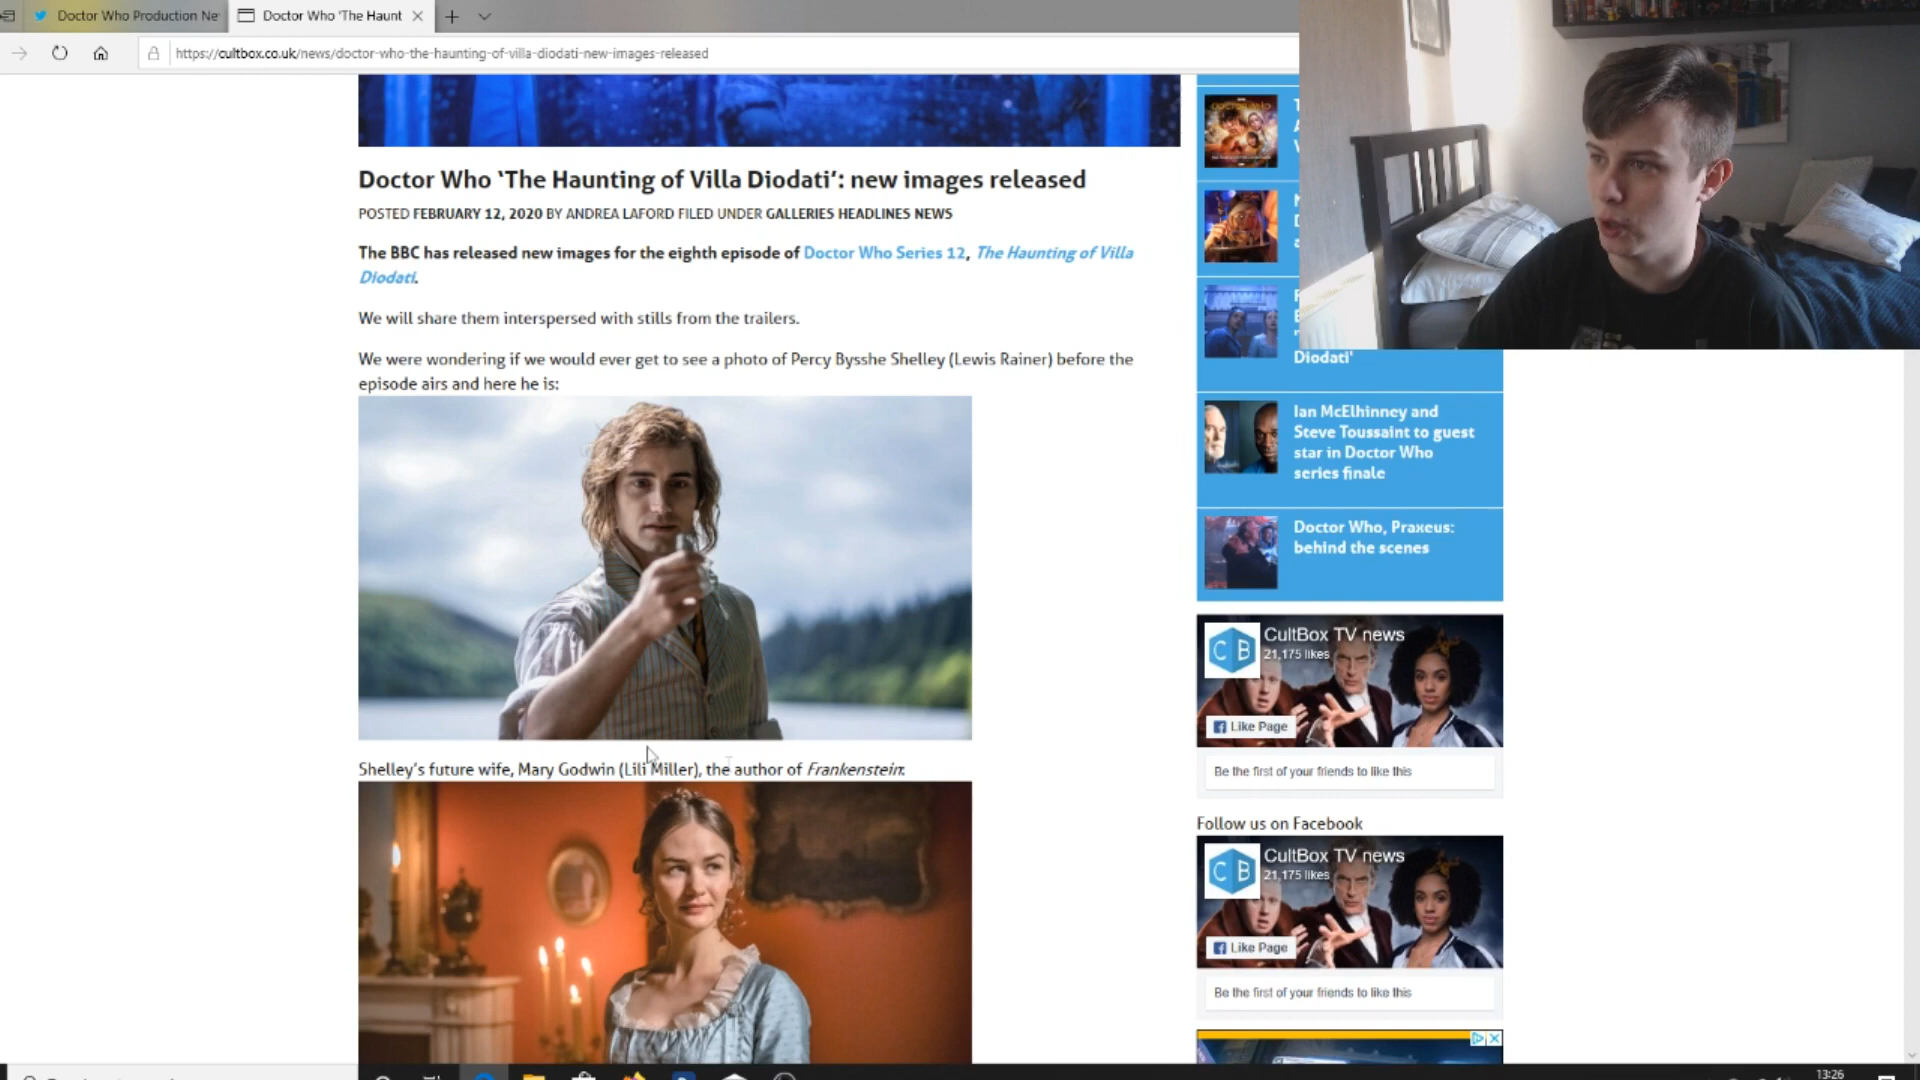 Doctor Who Production Ne
Doctor Who 'The Haunt
https://cultbox.co.uk/news/doctor-who-the-haunting-of-villa-diodati-new-images-released
Doctor Who ‘The Haunting of Villa Diodati’: new images released
POSTED FEBRUARY 12, 2020 BY ANDREA LAFORD FILED UNDER GALLERIES HEADLINES NEWS
The BBC has released new images for the eighth episode of Doctor Who Series 12, The Haunting of Villa
Diodati.
We will share them interspersed with stills from the trailers.
We were wondering if we would ever get to see a photo of Percy Bysshe Shelley (Lewis Rainer) before the
episode airs and here he is:
Shelley’s future wife, Mary Godwin (Lili Miller), the author of Frankenstein:
Diodati'
Ian McElhinney and
Steve Toussaint to guest
star in Doctor Who
series finale
Doctor Who, Praxeus:
behind the scenes
CB
CultBox TV news
21,175 likes
Like Page
Be the first of your friends to like this
Follow us on Facebook
CB
CultBox TV news
21,175 likes
Like Page
Be the first of your friends to like this
13:26